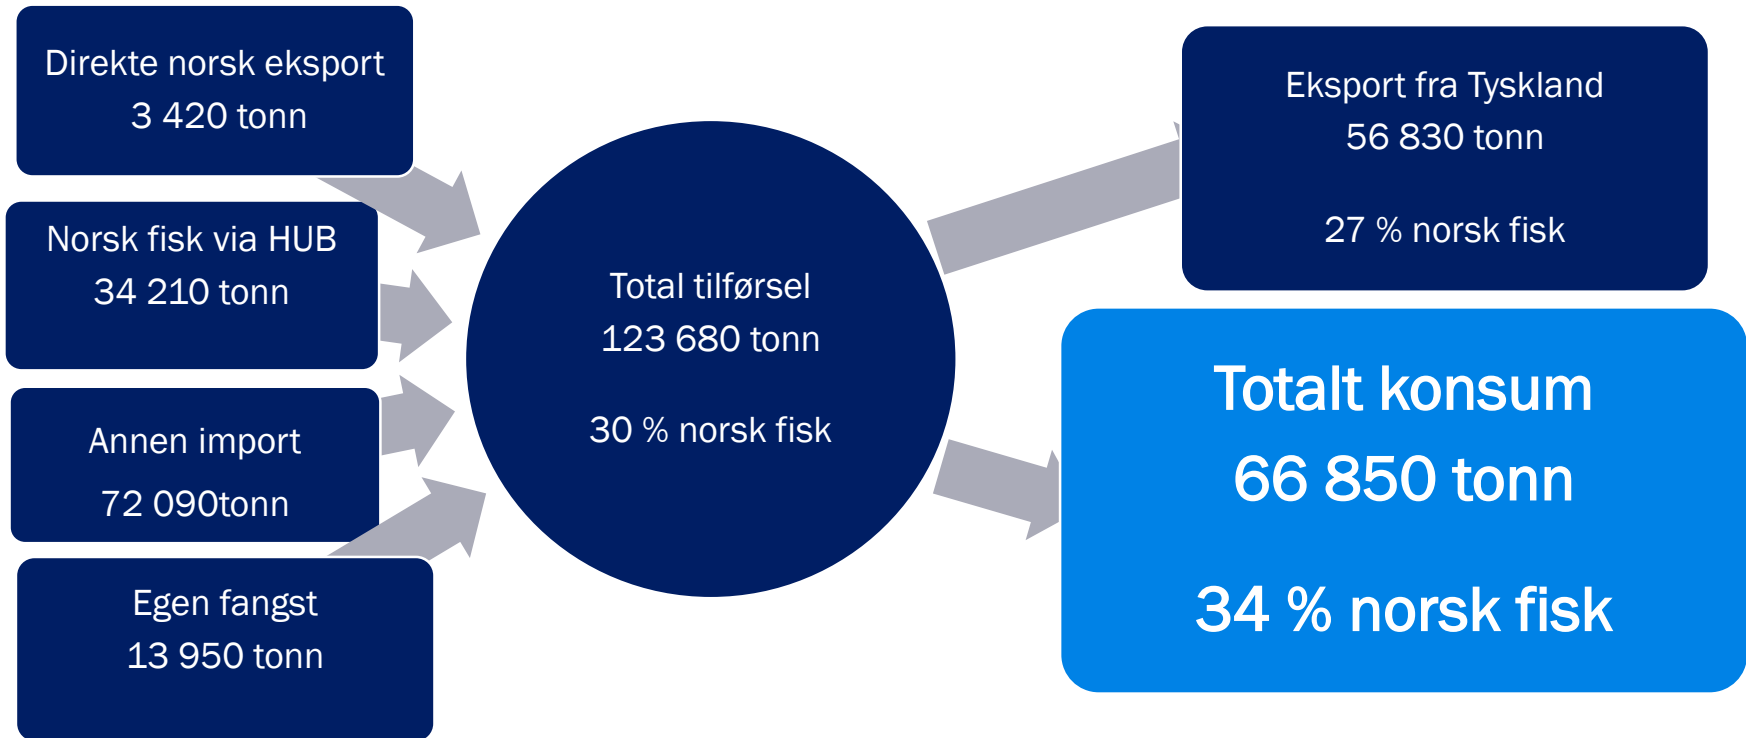 Direkte norsk eksport
3 420 tonn
Norsk fisk via HUB
34 210 tonn
Annen import
72 090tonn
Egen fangst
13 950 tonn
Total tilførsel
123 680 tonn
30 % norsk fisk
Eksport fra Tyskland
56 830 tonn
27 % norsk fisk
Totalt konsum
66 850 tonn
34 % norsk fisk